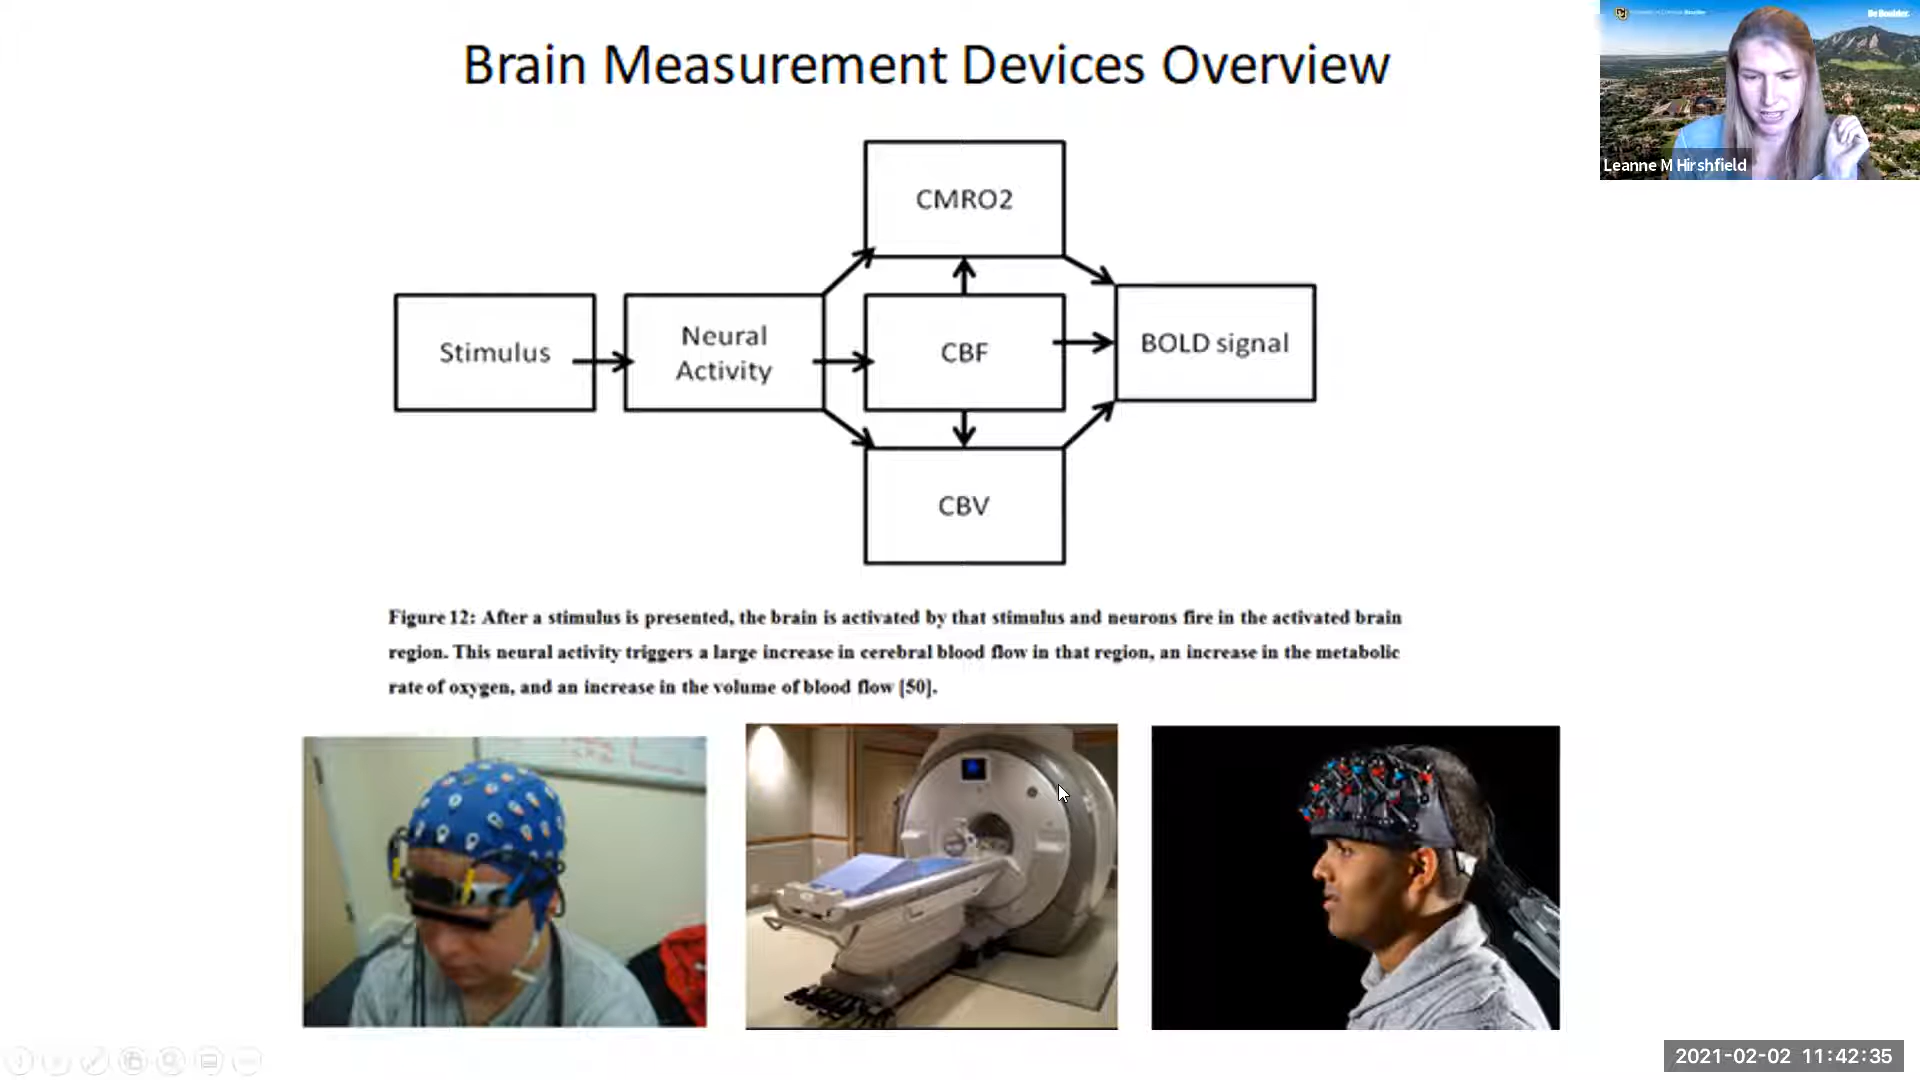 Brain Measurement Devices Overview
Be Boulder.
Leanne M Hirshfield
CMRO2
Stimulus
Neural
Activity
CBF
BOLD signal
CBV
Figure 12: After a stimulus is presented, the brain is activated by that stimulus and neurons fire in the activated brain
region. This neural activity triggers a large increase in cerebral blood flow in that region, an increase in the metabolic
rate of oxygen, and an increase in the volume of blood flow [50].
2021-02-02 11:42:35